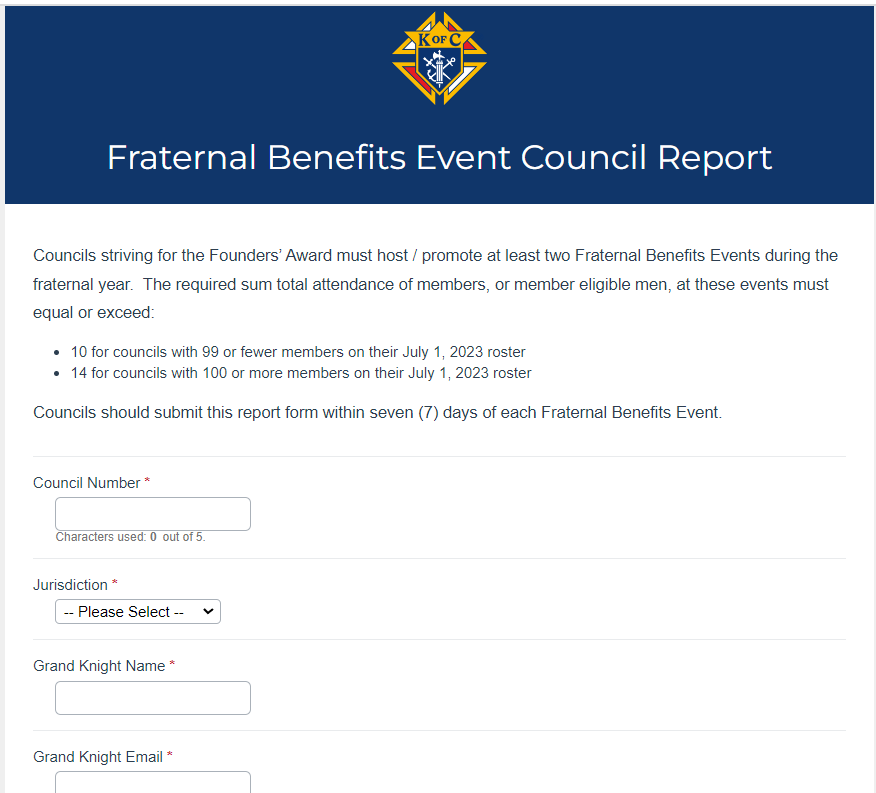 K OF C
Fraternal Benefits Event Council Report
Councils striving for the Founders’ Award must host / promote at least two Fraternal Benefits Events during the
fraternal year.  The required sum total attendance of members, or member eligible men, at these events must
equal or exceed:
• 10 for councils with 99 or fewer members on their July 1, 2023 roster
• 14 for councils with 100 or more members on their July 1, 2023 roster
Councils should submit this report form within seven (7) days of each Fraternal Benefits Event.
Council Number *
Characters used: 0 out of 5.
Jurisdiction *
-- Please Select --
Grand Knight Name *
Grand Knight Email *